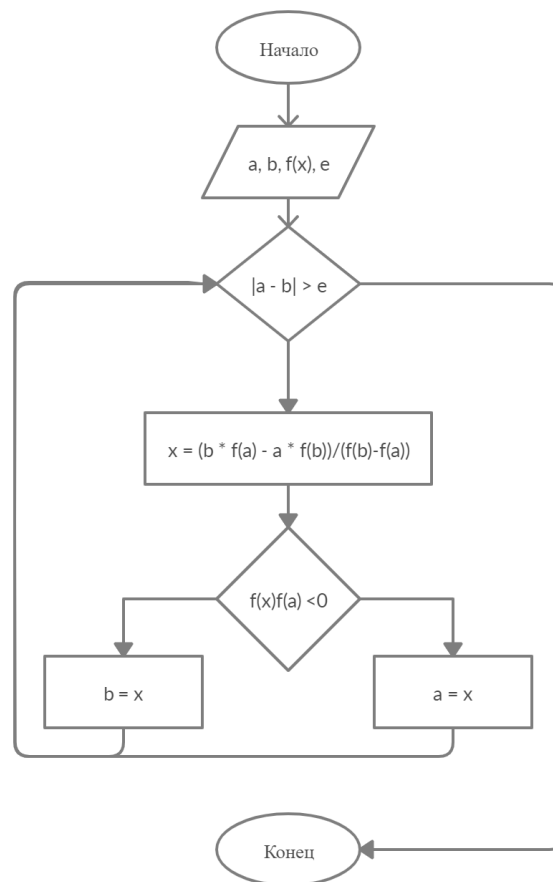 Начало
a, b, f(x), e
|a - b| > e
x = (b * f(a) - a * f(b))/(f(b)-f(a))
f(x)f(a) <0
b = x
a = x
Конец